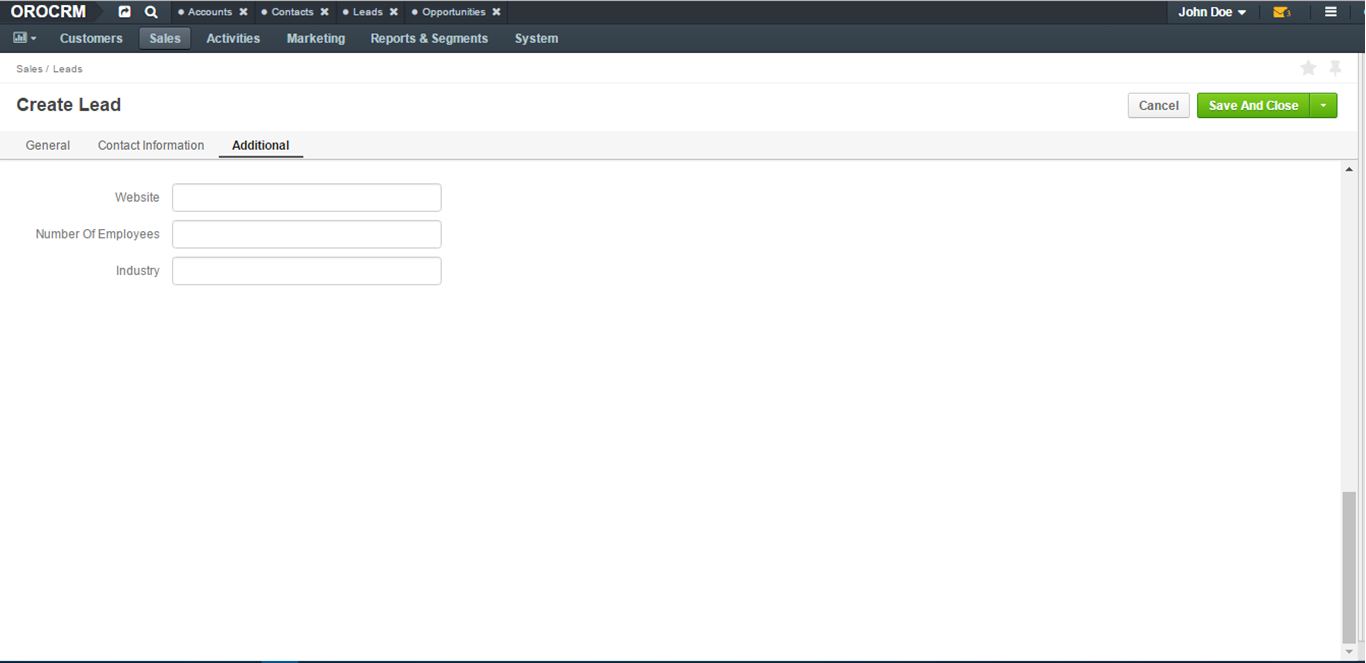 OROCRM Accounts Contacts Leads Opportunities John Doe 3
Customers Sales Activities Marketing Reports & Segments System
Sales / Leads
Create Lead Cancel Save And Close
General Contact Information Additional
Website
Number Of Employees
Industry